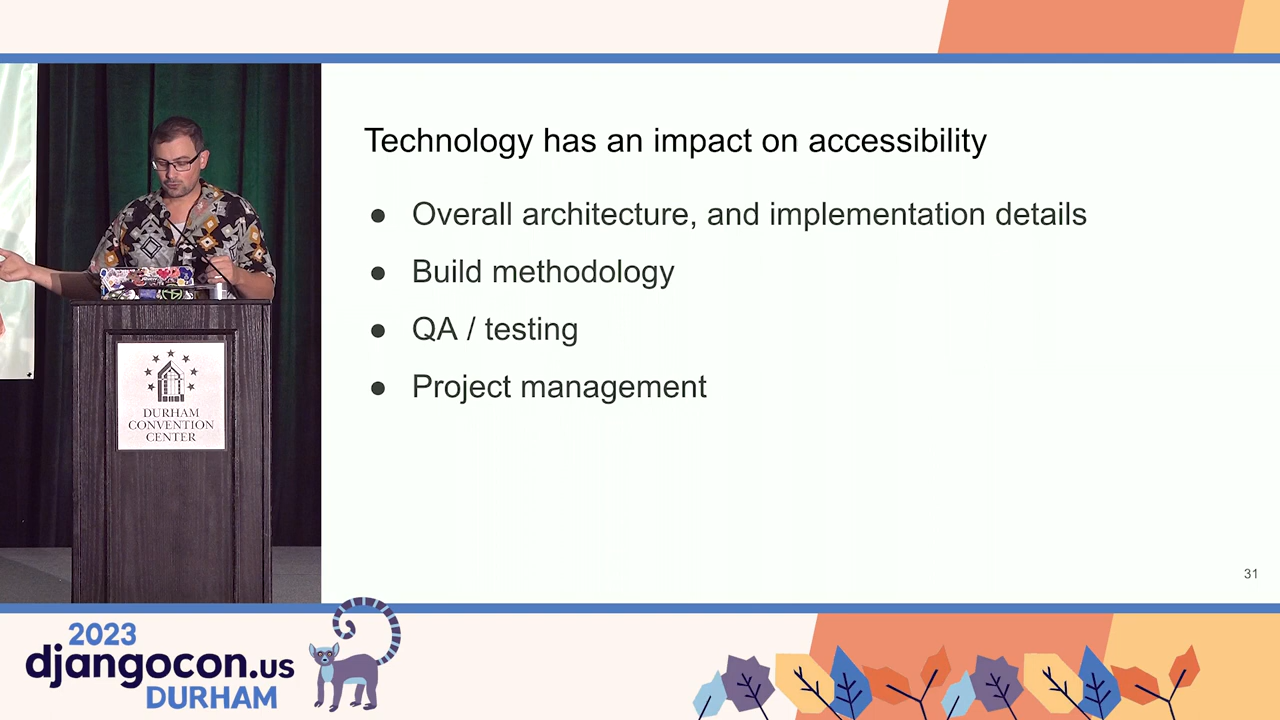 Technology has an impact on accessibility
● Overall architecture, and implementation details
● Build methodology
● QA / testing
● Project management
31
DURHAM
CONVENTION
CENTER
2023
djangocon.us
DURHAM